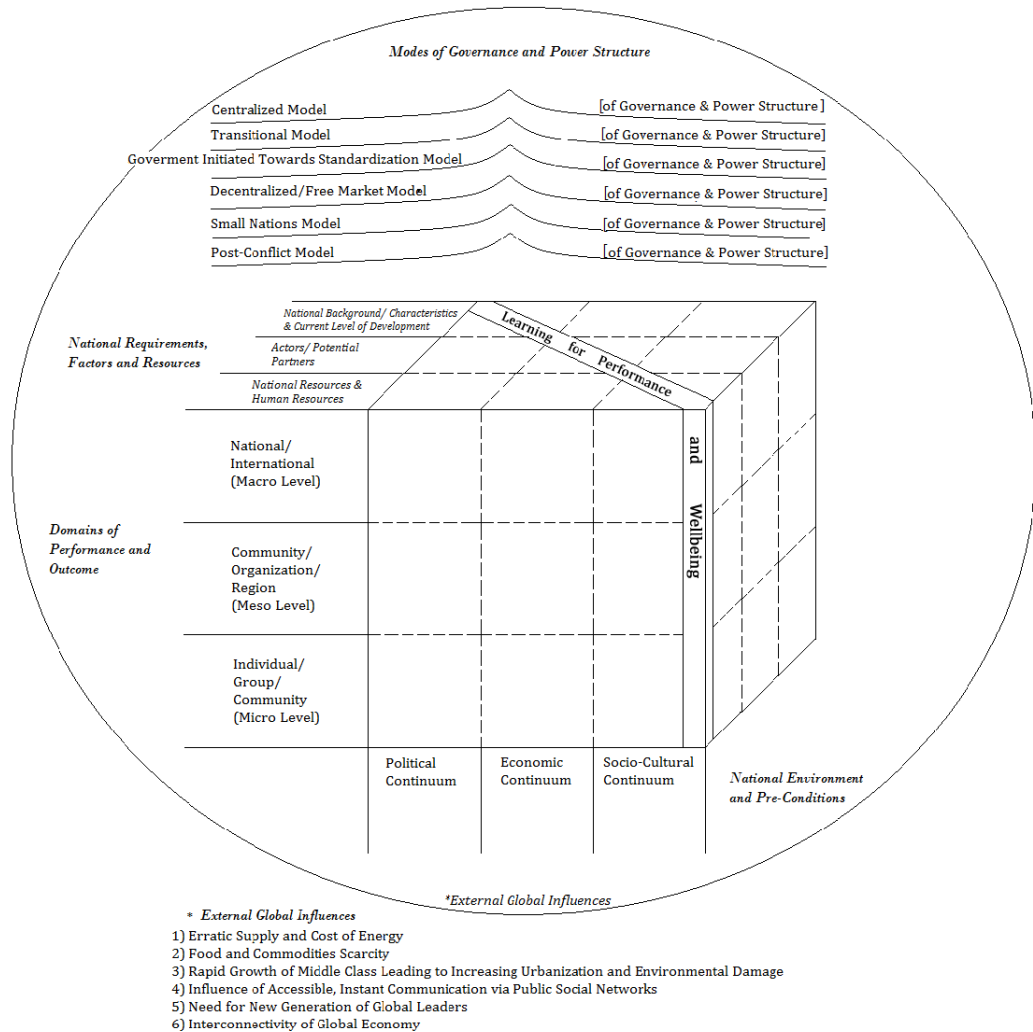 Modes of Governance and Power Structure
Centralized Model
[of Governance & Power Structure]
Transitional Model
[of Governance & Power Structure]
Goverment Initiated Towards Standardization Model
[of Governance & Power Structure]
Decentralized/Free Market Model
[of Governance & Power Structure]
Small Nations Model
[of Governance & Power Structure]
Post-Conflict Model
[of Governance & Power Structure]
National Requirements,
Factors and Resources
National Background/ Characteristics
& Current Level of Development
Actors/ Potential
Partners
National Resources &
Human Resources
Learning for Performance
and Wellbeing
Domains of
Performance and
Outcome
National/
International
(Macro Level)
Community/
Organization/
Region
(Meso Level)
Individual/
Group/
Community
(Micro Level)
Political
Continuum
Economic
Continuum
Socio-Cultural
Continuum
National Environment
and Pre-Conditions
*External Global Influences
* External Global Influences
1) Erratic Supply and Cost of Energy
2) Food and Commodities Scarcity
3) Rapid Growth of Middle Class Leading to Increasing Urbanization and Environmental Damage
4) Influence of Accessible, Instant Communication via Public Social Networks
5) Need for New Generation of Global Leaders
6) Interconnectivity of Global Economy